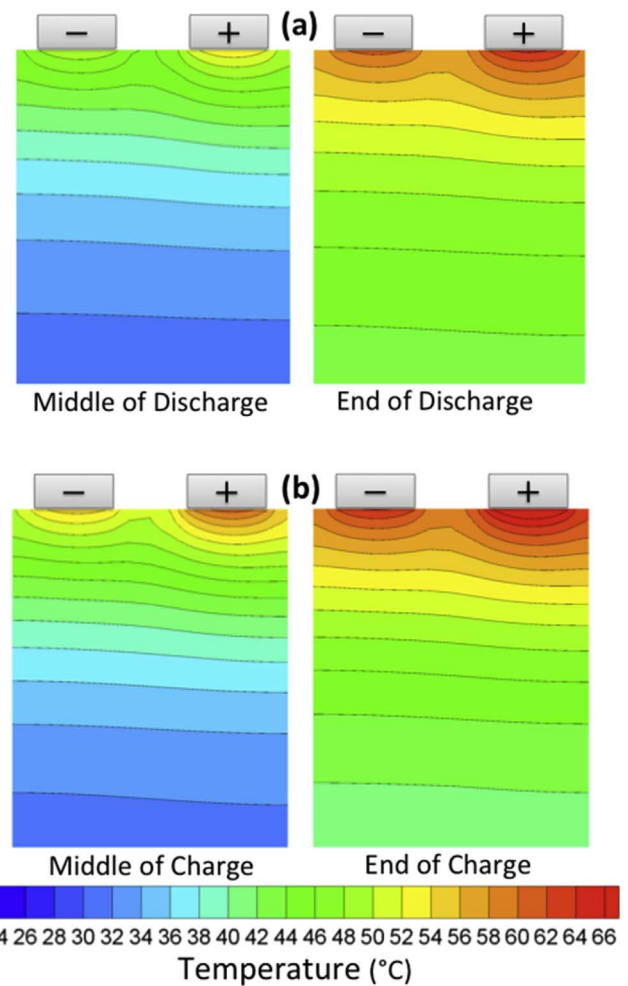 − + (a) − +
Middle of Discharge End of Discharge
− + (b) − +
Middle of Charge End of Charge
4 26 28 30 32 34 36 38 40 42 44 46 48 50 52 54 56 58 60 62 64 66
Temperature (°C)